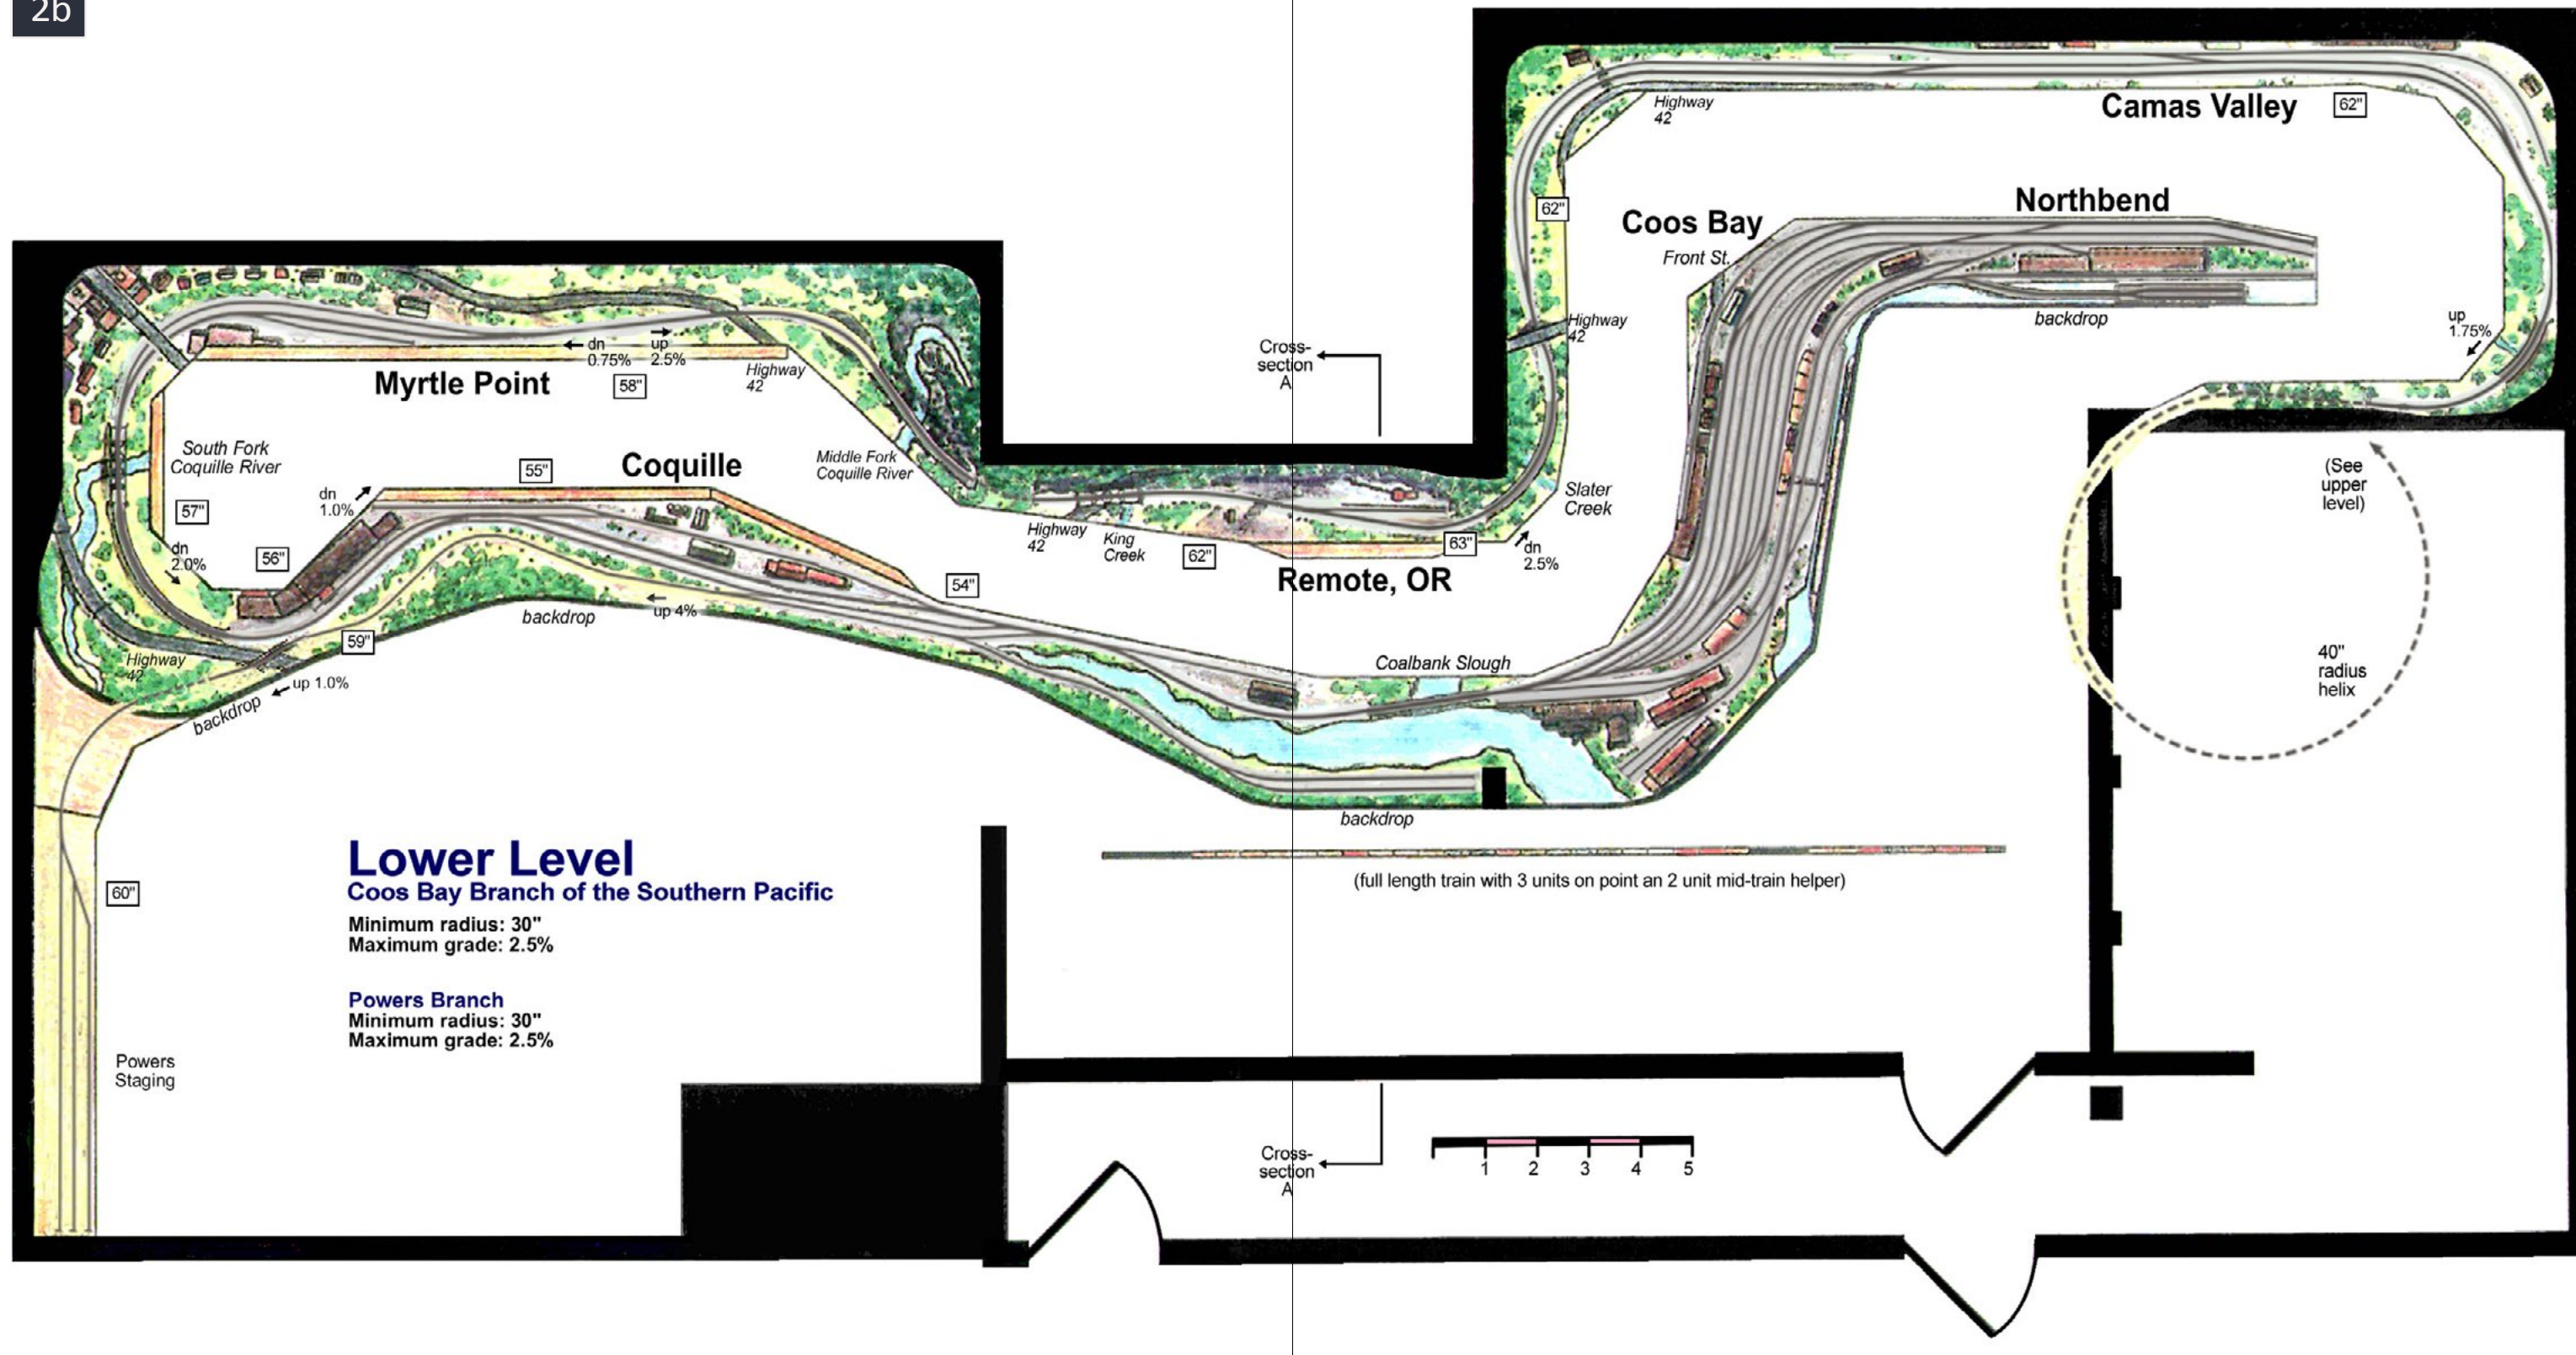 2b
Highway
42
Camas Valley
62"
Northbend
Coos Bay
62"
Front St.
backdrop
Highway
42
up
1.75%
Cross-
section
A
dn
0.75%
up
2.5%
Myrtle Point
58"
Highway
42
South Fork
Coquille River
Middle Fork
Coquille River
55"
Coquille
dn
1.0%
57"
dn
2.0%
56"
54"
59"
Highway
42
up 1.0%
backdrop
backdrop
up 4%
Highway
42
King
Creek
62"
63"
Remote, OR
dn
2.5%
Slater
Creek
(See
upper
level)
40"
radius
helix
Coalbank Slough
backdrop
(full length train with 3 units on point an 2 unit mid-train helper)
Lower Level
Coos Bay Branch of the Southern Pacific
Minimum radius: 30"
Maximum grade: 2.5%
Powers Branch
Minimum radius: 30"
Maximum grade: 2.5%
60"
Powers
Staging
Cross-
section
A
1 2 3 4 5